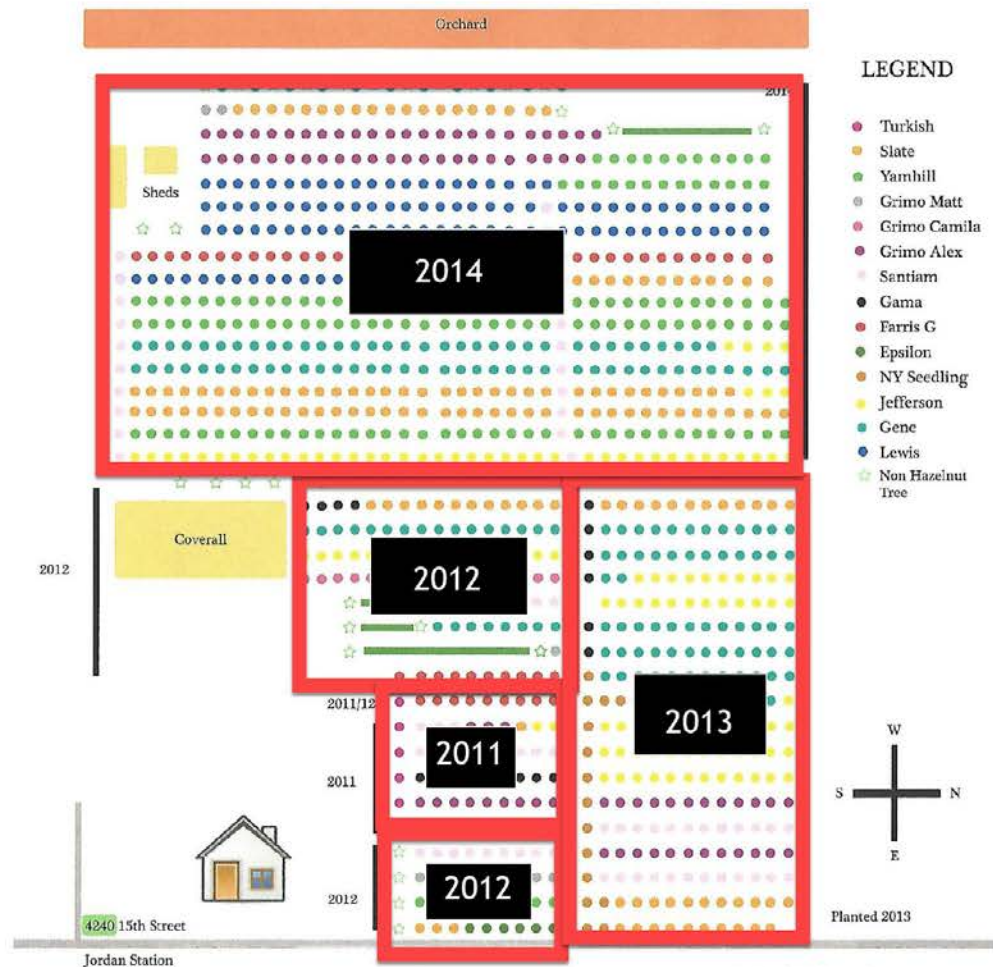 Orchard
LEGEND
Turkish
Slate
Yamhill
Grimo Matt
Grimo Camila
Grimo Alex
Santiam
Gama
Farris G
Epsilon
NY Seedling
Jefferson
Gene
Lewis
Non Hazelnut
Tree
Sheds
2014
Coverall
2012
2012
2011/12
2013
2011
2011
2012
2012
W
S
N
E
Planted 2013
4240 15th Street
Jordan Station